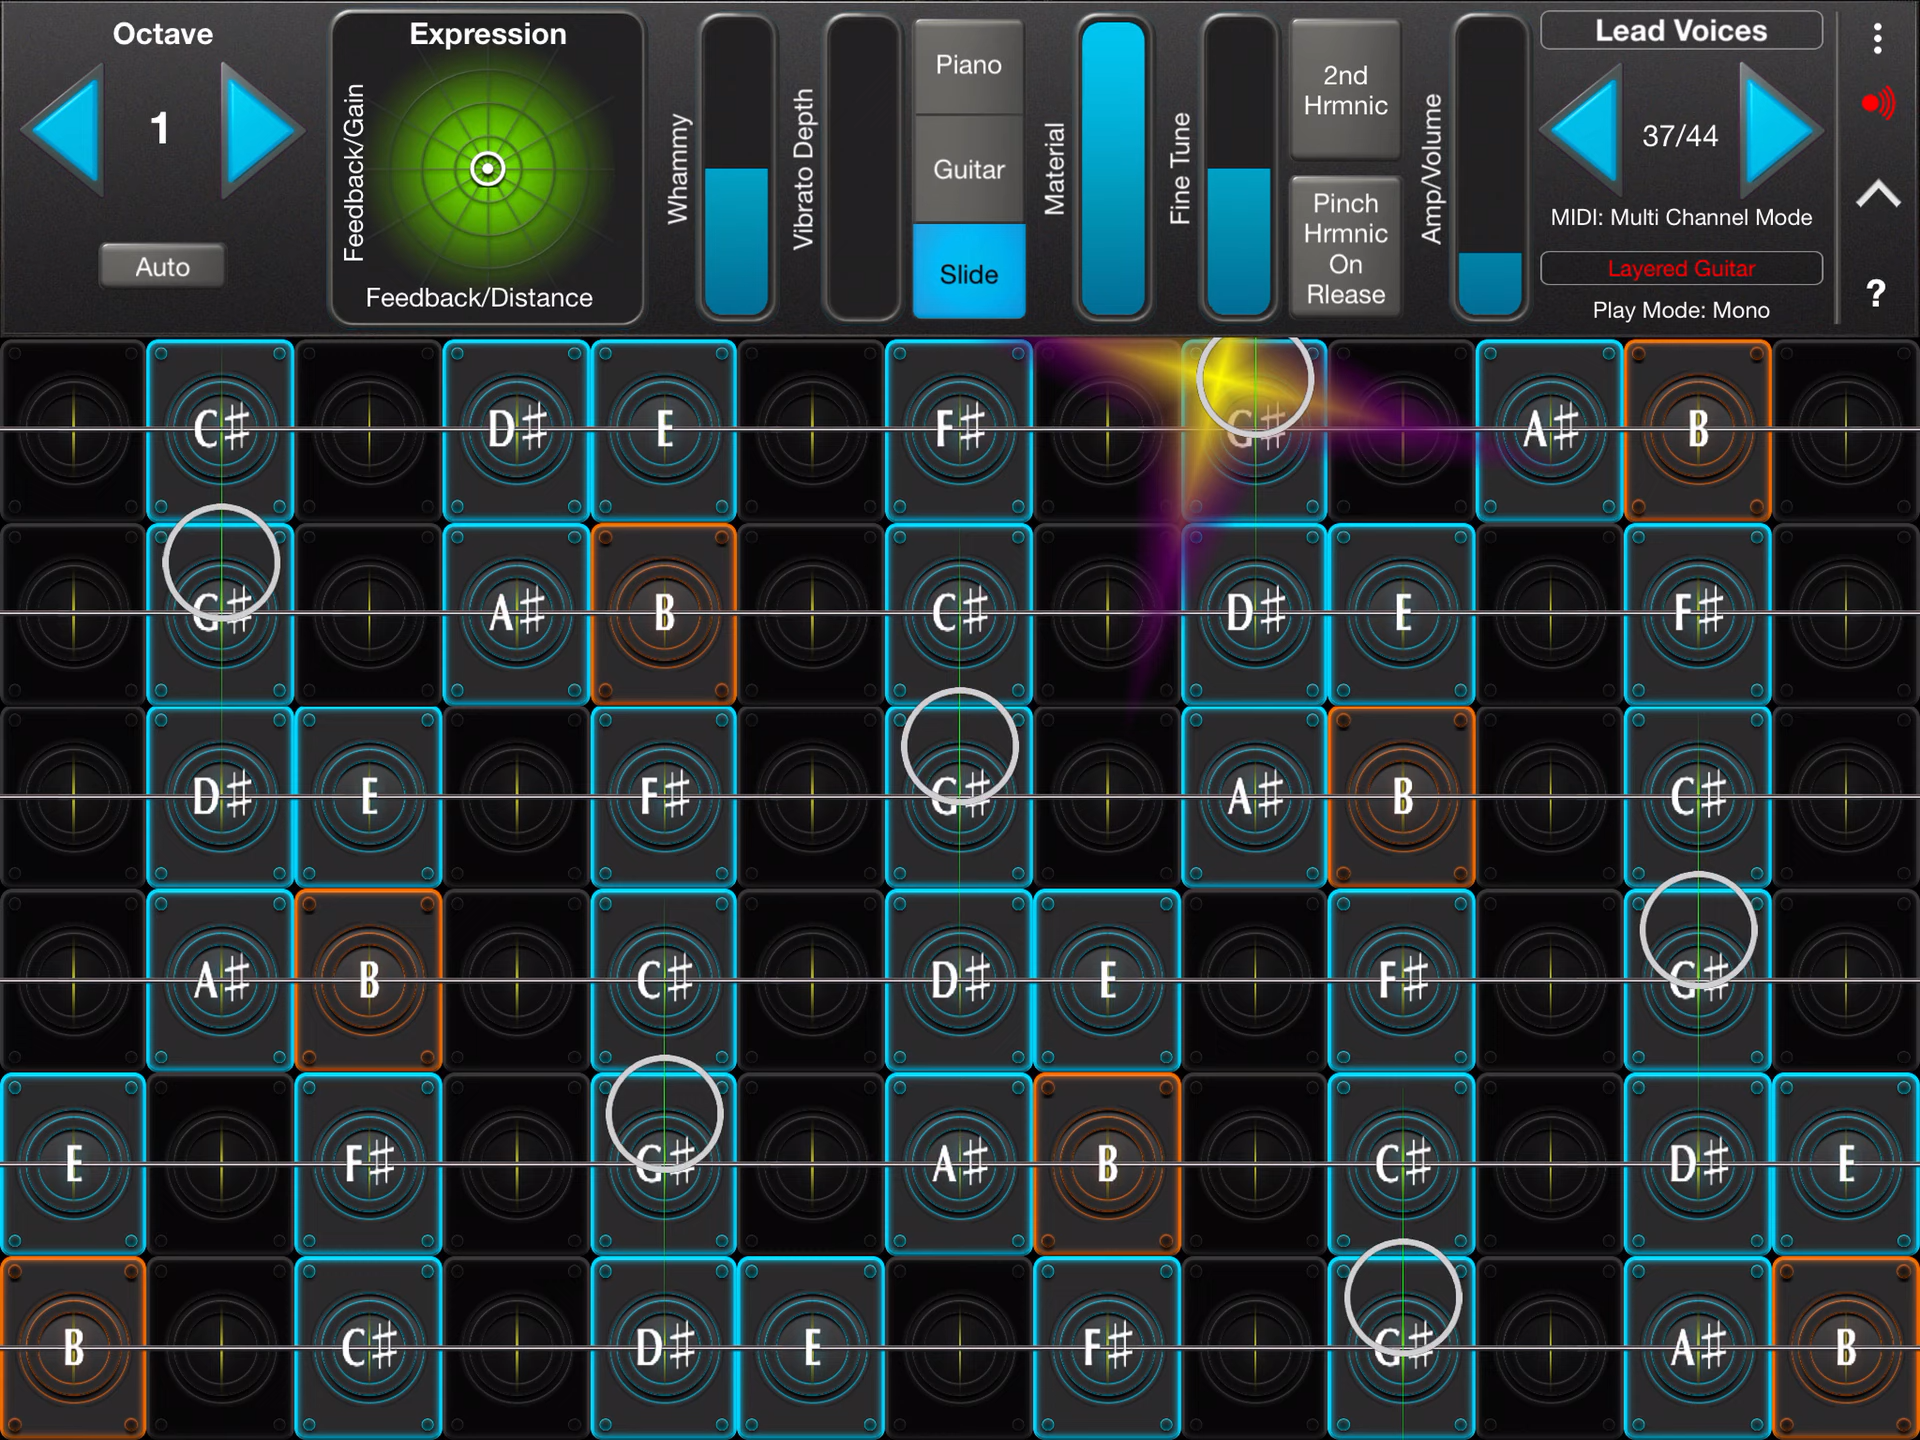 Octave
1
Auto
Expression
Feedback/Gain
Feedback/Distance
Whammy
Vibrato Depth
Piano
Guitar
Slide
Material
Fine Tune
2nd
Hrmnic
Pinch
Hrmnic
On
Rlease
Amp/Volume
Lead Voices
37/44
MIDI: Multi Channel Mode
Layered Guitar
Play Mode: Mono
?
C♯ D♯ E F♯ G♯ A♯ B
G♯ A♯ B C♯ D♯ E F♯
D♯ E F♯ G♯ A♯ B C♯
A♯ B C♯ D♯ E F♯ G♯
E F♯ G♯ A♯ B C♯ D♯ E
B C♯ D♯ E F♯ G♯ A♯ B